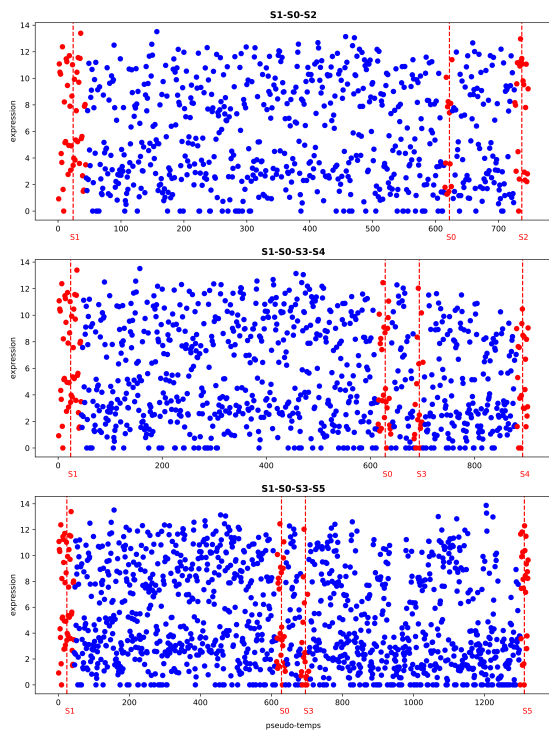 S1-S0-S2
14
12
10
8
6
4
2
0
expression
0 100 200 300 400 500 600 700
S1 S0 S2
S1-S0-S3-S4
14
12
10
8
6
4
2
0
expression
0 200 400 600 800
S1 S0 S3 S4
S1-S0-S3-S5
14
12
10
8
6
4
2
0
expression
0 200 400 600 800 1000 1200
S1 S0 S3 S5
pseudo-temps